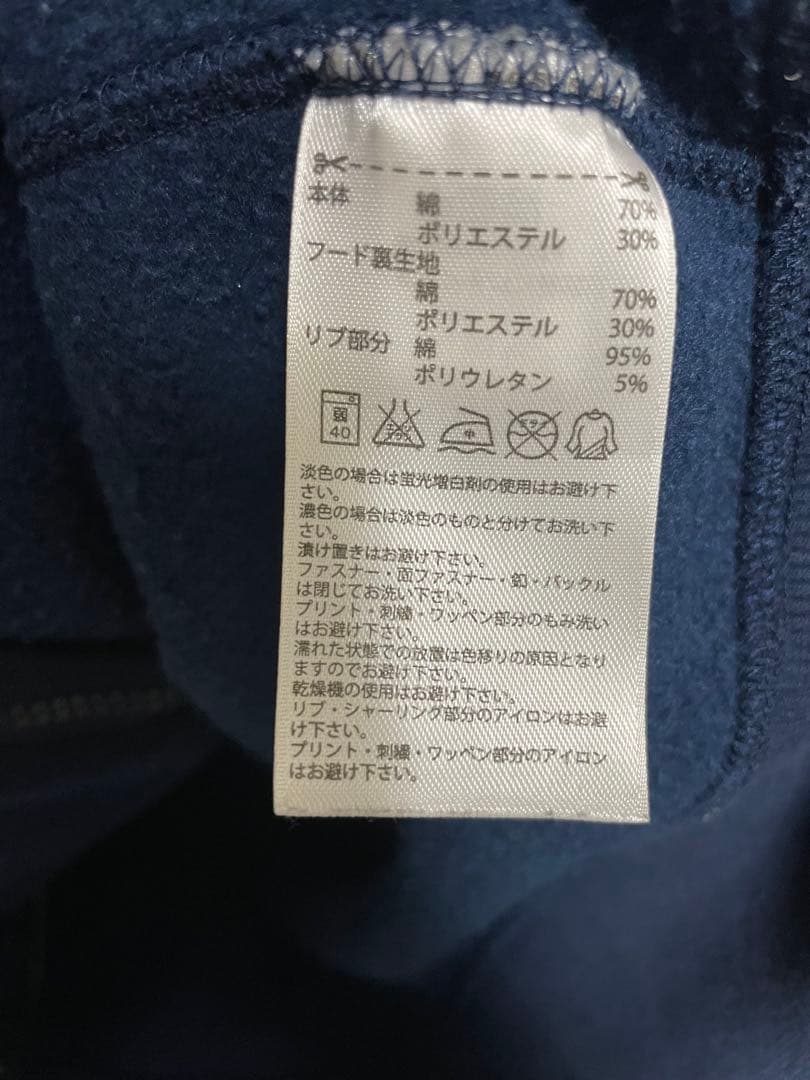 本体 綿 70%
ポリエステル 30%
フード裏生地
綿 70%
ポリエステル 30%
リブ部分 綿 95%
ポリウレタン 5%
弱
40
中
淡色の場合は蛍光増白剤の使用はお避け下
さい。
濃色の場合は淡色のものと分けてお洗い下
さい。
漬け置きはお避け下さい。
ファスナー・面ファスナー・釦・バックル
は閉じてお洗い下さい。
プリント・刺繍・ワッペン部分のもみ洗い
はお避け下さい。
濡れた状態での放置は色移りの原因となり
ますのでお避け下さい。
乾燥機の使用はお避け下さい。
リブ・シャーリング部分のアイロンはお避
け下さい。
プリント・刺繍・ワッペン部分のアイロン
はお避け下さい。